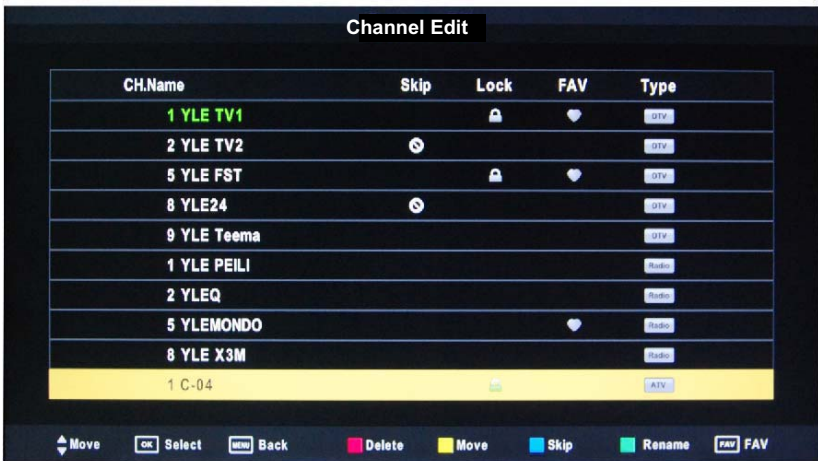 Channel Edit
CH.Name Skip Lock FAV Type
1 YLE TV1 DTV
2 YLE TV2 DTV
5 YLE FST DTV
8 YLE24 DTV
9 YLE Teema DTV
1 YLE PEILI Radio
2 YLEQ Radio
5 YLEMONDO Radio
8 YLE X3M Radio
1 C-04 ATV
Move OK Select MENU Back Delete Move Skip Rename FAV FAV